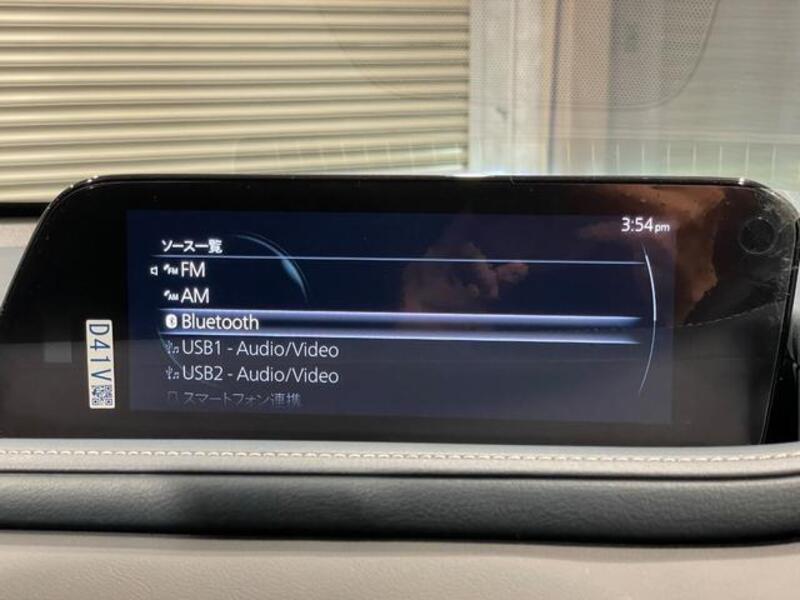 3:54pm
ソース一覧
FM
AM
Bluetooth
USB1 - Audio/Video
USB2 - Audio/Video
スマートフォン連携
D41V